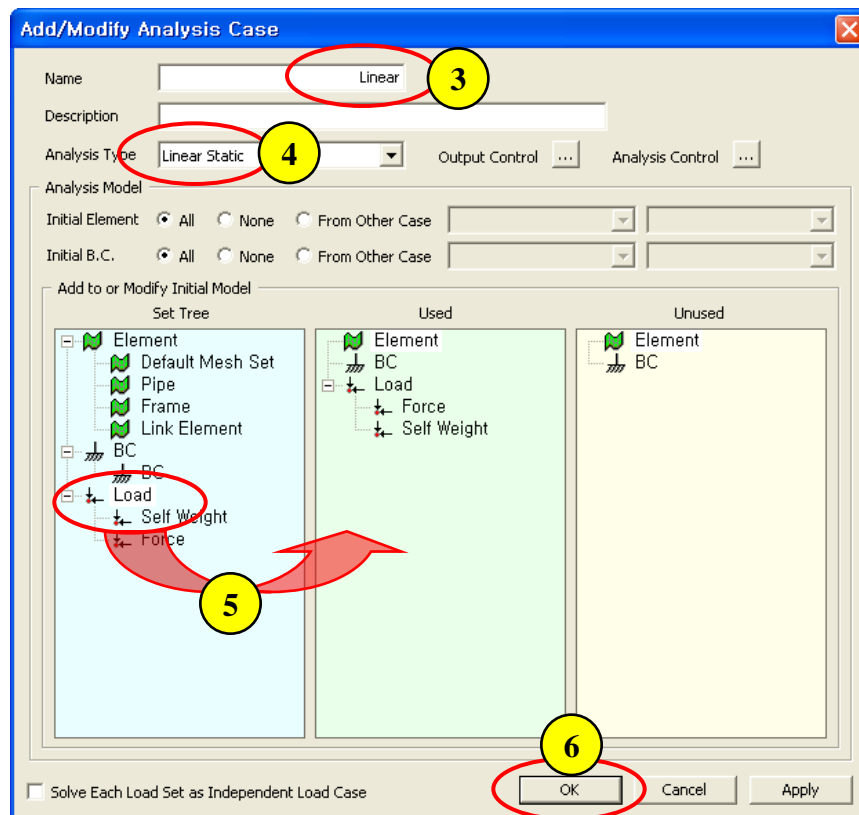 Add/Modify Analysis Case
Name Linear 3
Description
Analysis Type Linear Static 4 Output Control ... Analysis Control ...
Analysis Model
Initial Element All None From Other Case
Initial B.C. All None From Other Case
Add to or Modify Initial Model
Set Tree Used Unused
Element Element Element
Default Mesh Set BC BC
Pipe Load
Frame Force
Link Element Self Weight
BC
BC
Load
Self Weight
Force
5
6
Solve Each Load Set as Independent Load Case OK Cancel Apply